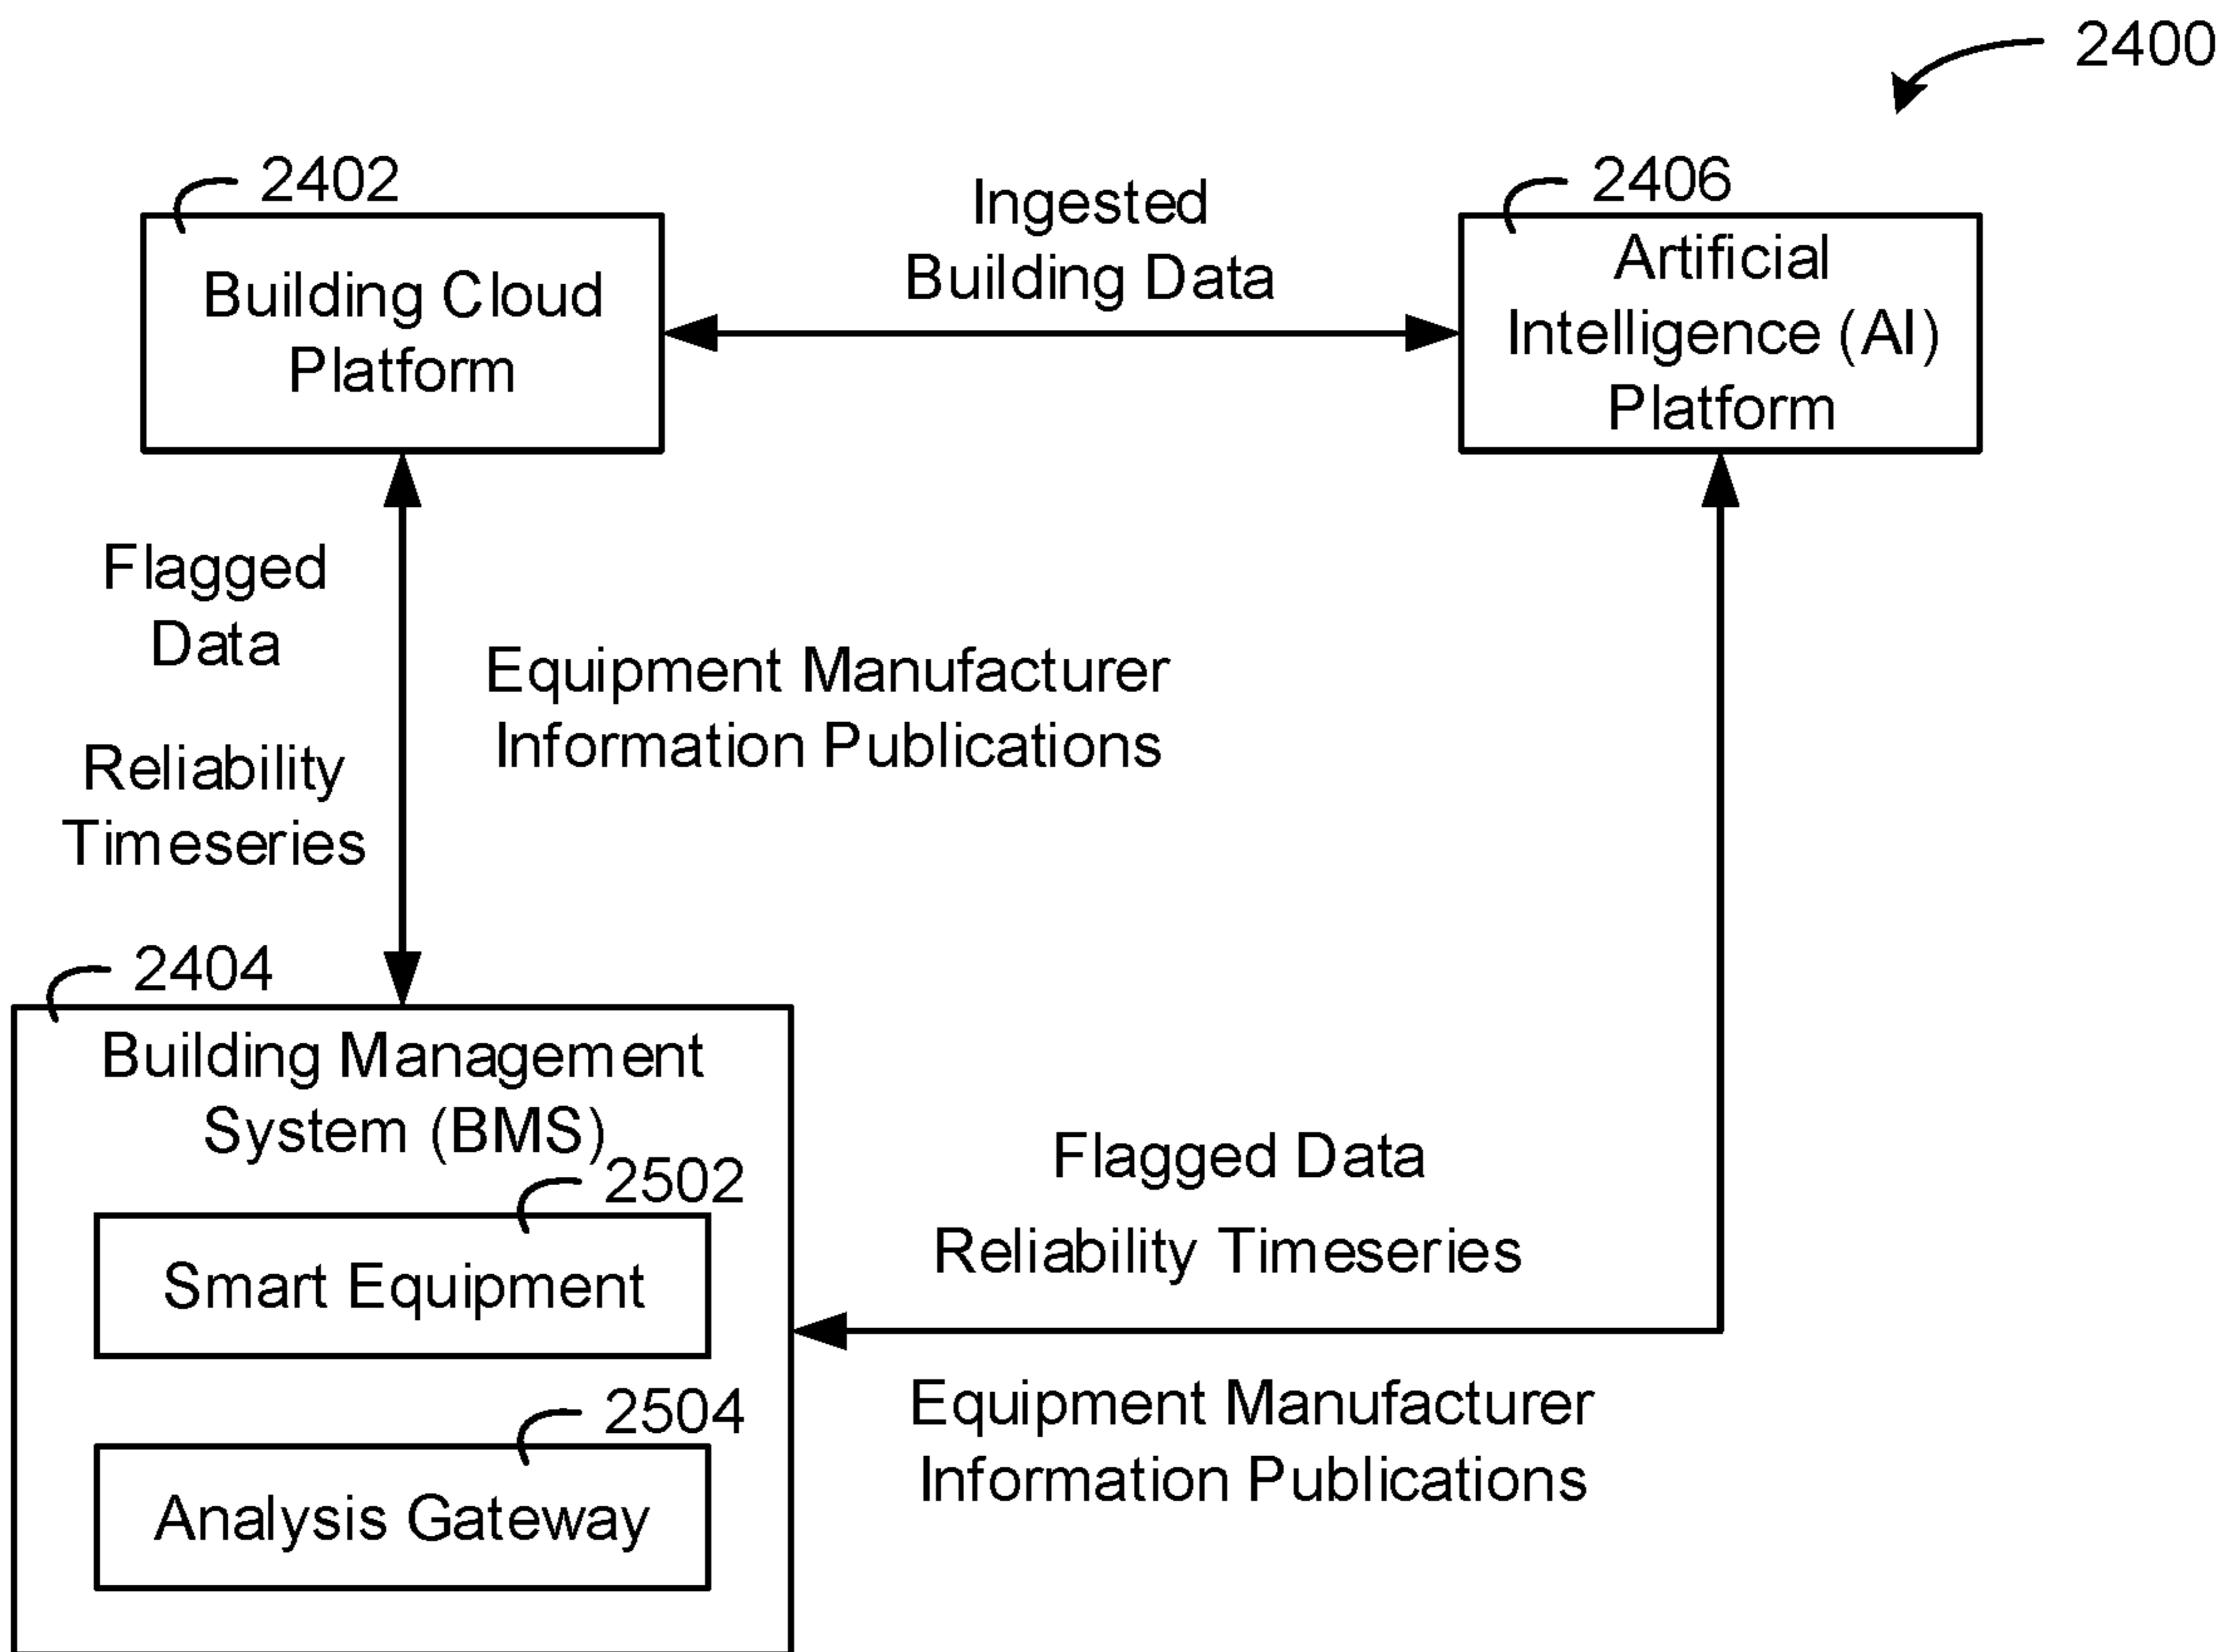 2400
2402
Building Cloud
Platform
Ingested
Building Data
2406
Artificial
Intelligence (AI)
Platform
Flagged
Data
Reliability
Timeseries
Equipment Manufacturer
Information Publications
2404
Building Management
System (BMS)
2502
Smart Equipment
2504
Analysis Gateway
Flagged Data
Reliability Timeseries
Equipment Manufacturer
Information Publications